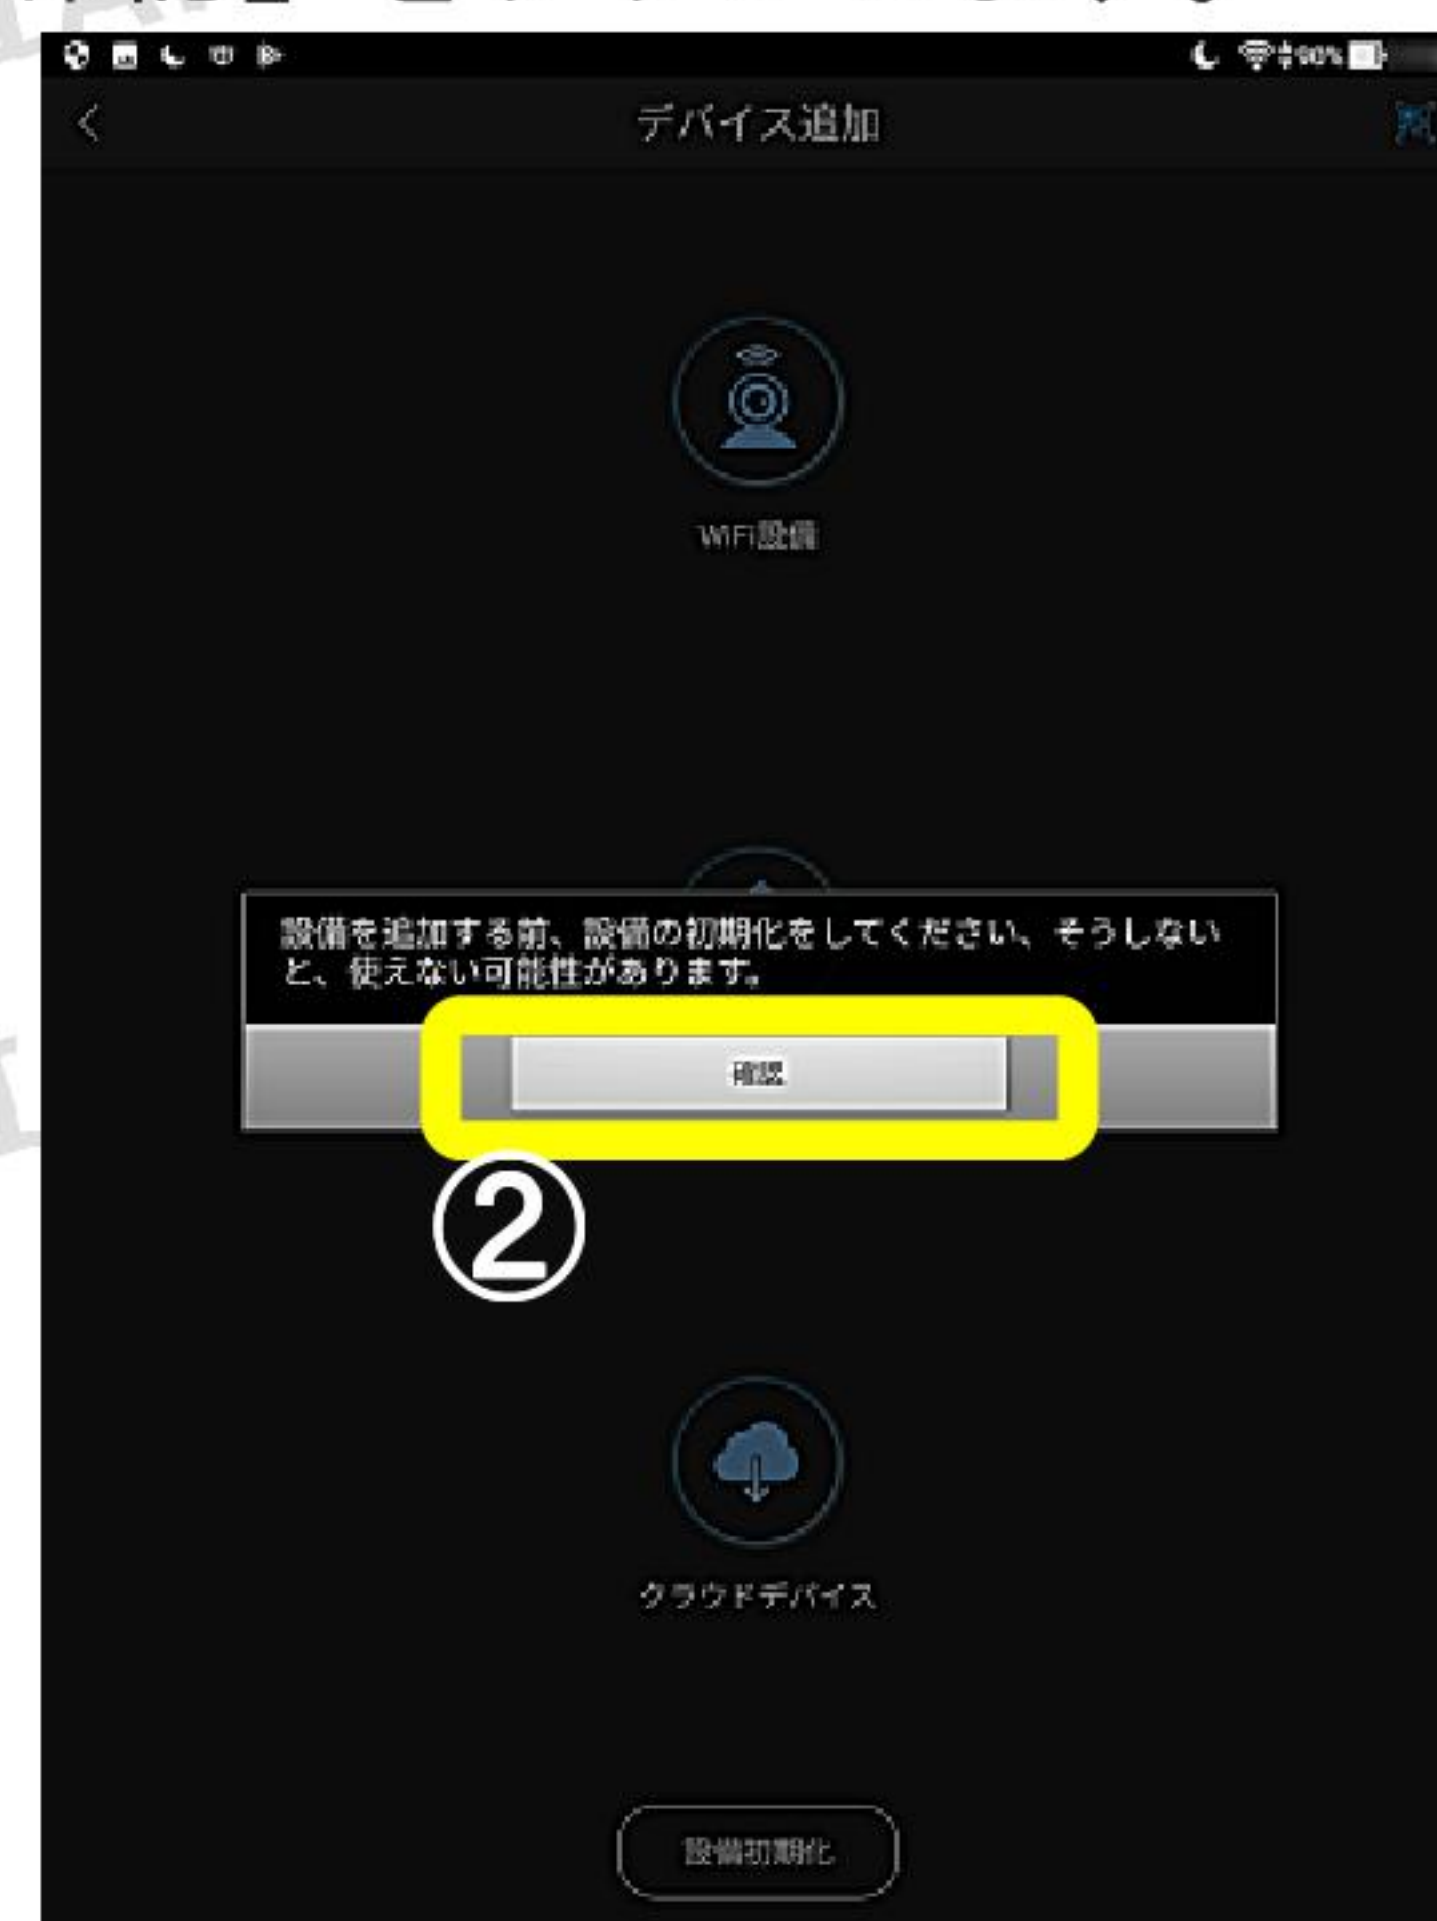 デバイス追加
WiFi設備
設備を追加する前、設備の初期化をしてください、そうしない
と、使えない可能性があります。
確認
②
クラウドデバイス
設備初期化